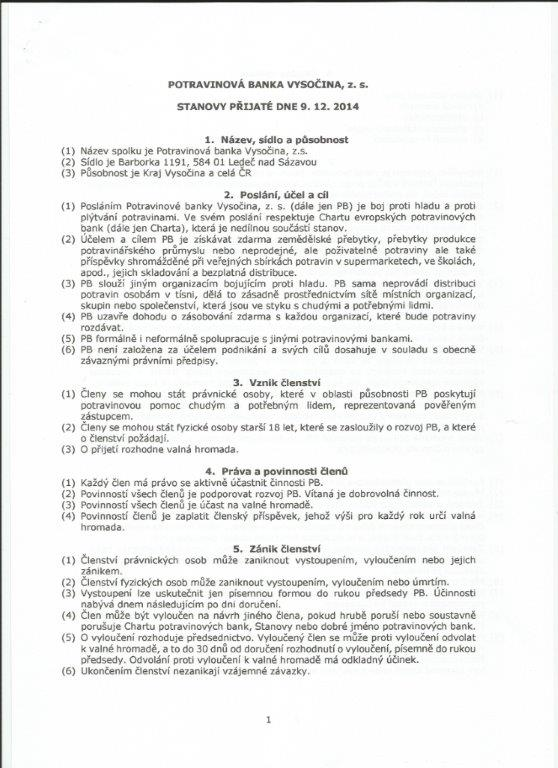 POTRAVINOVÁ BANKA VYSOČINA, z. s.
STANOVY PŘIJATÉ DNE 9. 12. 2014
1. Název, sídlo a působnost
(1) Název spolku je Potravinová banka Vysočina, z.s.
(2) Sídlo je Barborka 1191, 584 01 Ledeč nad Sázavou
(3) Působnost je Kraj Vysočina a celá ČR
2. Poslání, účel a cíl
(1) Posláním Potravinové banky Vysočina, z. s. (dále jen PB) je boj proti hladu a proti
plýtvání potravinami. Ve svém poslání respektuje Chartu evropských potravinových
bank (dále jen Charta), která je nedílnou součástí stanov.
(2) Účelem a cílem PB je získávat zdarma zemědělské přebytky, přebytky produkce
potravinářského průmyslu nebo neprodejné, ale poživatelné potraviny ale také
příspěvky shromážděné při veřejných sbírkách potravin v supermarketech, ve školách,
apod., jejich skladování a bezplatná distribuce.
(3) PB slouží jiným organizacím bojujícím proti hladu. PB sama neprovádí distribuci
potravin osobám v tísni, dělá to zásadně prostřednictvím sítě místních organizací,
skupin nebo společenství, která jsou ve styku s chudými a potřebnými lidmi.
(4) PB uzavře dohodu o zásobování zdarma s každou organizací, které bude potraviny
rozdávat.
(5) PB formálně i neformálně spolupracuje s jinými potravinovými bankami.
(6) PB není založena za účelem podnikání a svých cílů dosahuje v souladu s obecně
závaznými právními předpisy.
3. Vznik členství
(1) Členy se mohou stát právnické osoby, které v oblasti působnosti PB poskytují
potravinovou pomoc chudým a potřebným lidem, reprezentovaná pověřeným
zástupcem.
(2) Členy se mohou stát fyzické osoby starší 18 let, které se zasloužily o rozvoj PB, a které
o členství požádají.
(3) O přijetí rozhodne valná hromada.
4. Práva a povinnosti členů
(1) Každý člen má právo se aktivně účastnit činnosti PB.
(2) Povinností všech členů je podporovat rozvoj PB. Vítaná je dobrovolná činnost.
(3) Povinností všech členů je účast na valné hromadě.
(4) Povinností členů je zaplatit členský příspěvek, jehož výši pro každý rok určí valná
hromada.
5. Zánik členství
(1) Členství právnických osob může zaniknout vystoupením, vyloučením nebo jejich
zánikem.
(2) Členství fyzických osob může zaniknout vystoupením, vyloučením nebo úmrtím.
(3) Vystoupení lze uskutečnit jen písemnou formou do rukou předsedy PB. Účinnosti
nabývá dnem následujícím po dni doručení.
(4) Člen může být vyloučen na návrh jiného člena, pokud hrubě poruší nebo soustavně
porušuje Chartu potravinových bank, Stanovy nebo dobré jméno potravinových bank.
(5) O vyloučení rozhoduje předsednictvo. Vyloučený člen se může proti vyloučení odvolat
k valné hromadě, a to do 30 dnů od doručení rozhodnutí o vyloučení, písemně do rukou
předsedy. Odvolání proti vyloučení k valné hromadě má odkladný účinek.
(6) Ukončením členství nezanikají vzájemné závazky.
1